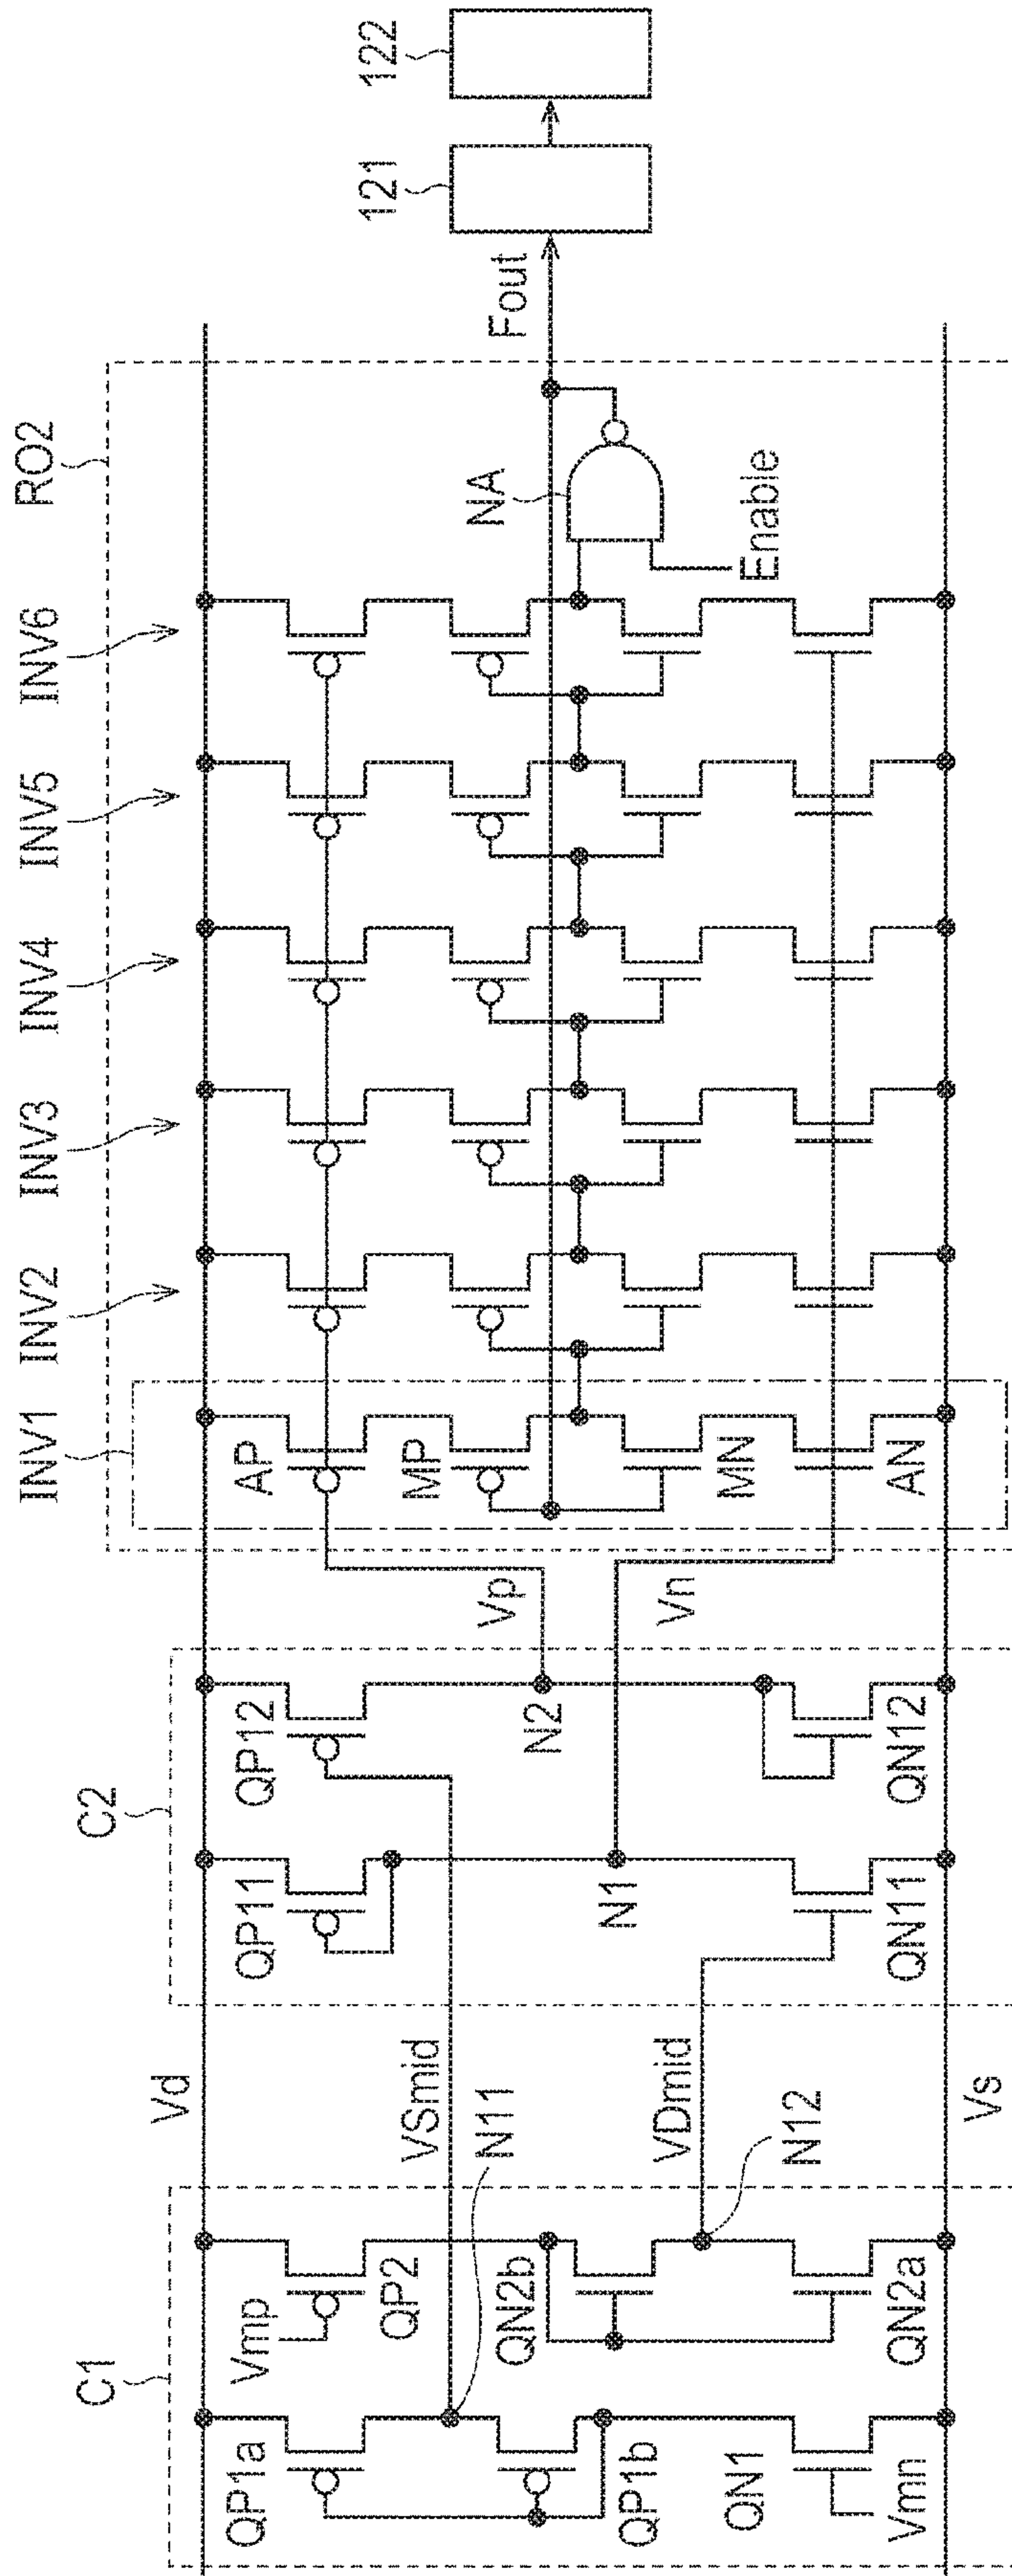 C1
QP1a
QP1b
QN1
Vmn
Vmp
QP2
QN2b
QN2a
Vd
VSmid
N11
VDmid
N12
Vs
C2
QP11
N1
QN11
QP12
N2
QN12
Vp
Vn
RO2
INV1
INV2
INV3
INV4
INV5
INV6
AP
MP
MN
AN
NA
Enable
Fout
121
122